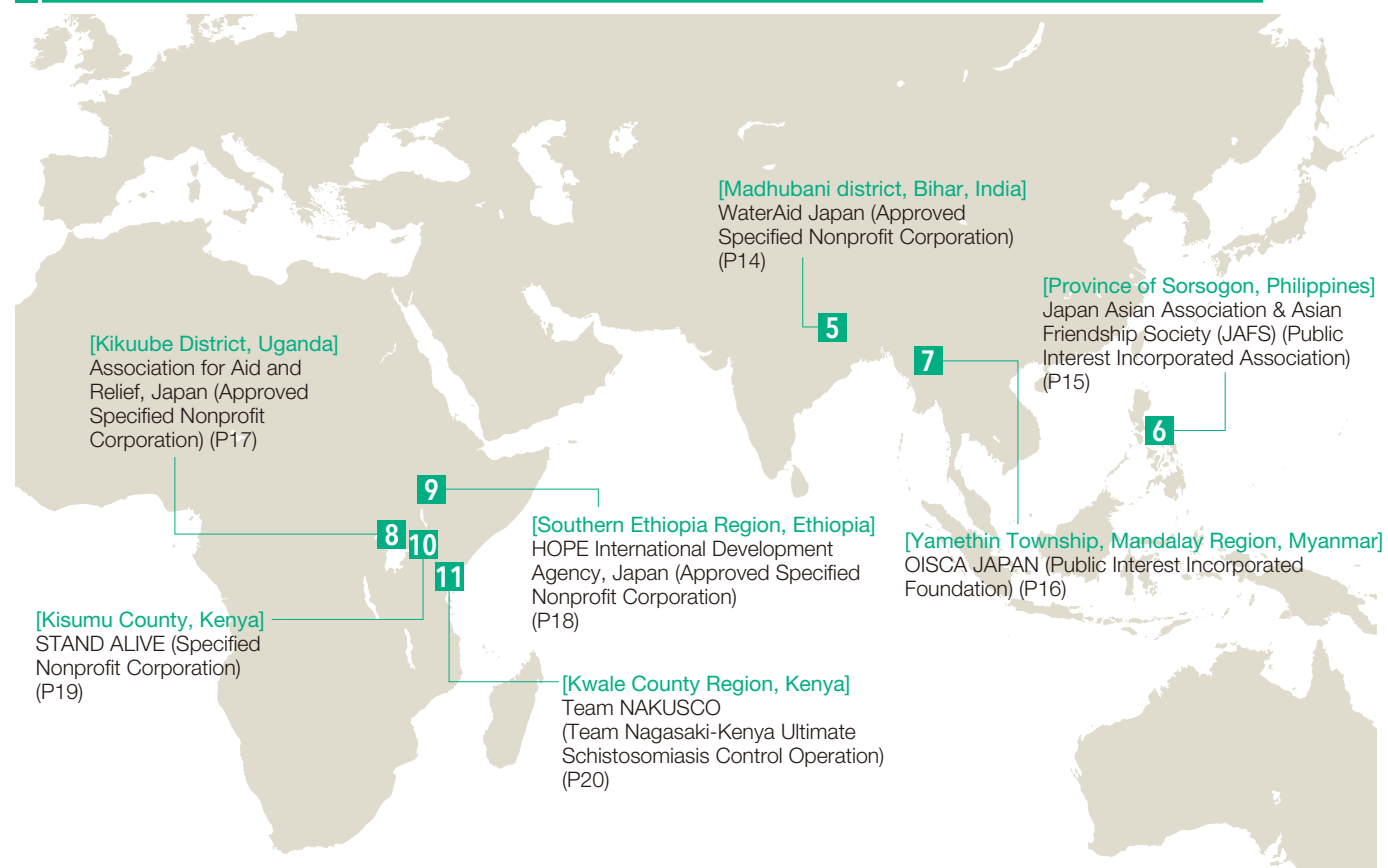 [Madhubani district, Bihar, India]
WaterAid Japan (Approved
Specified Nonprofit Corporation)
(P14)
5
[Province of Sorsogon, Philippines]
Japan Asian Association & Asian
Friendship Society (JAFS) (Public
Interest Incorporated Association)
(P15)
6
7
[Yamethin Township, Mandalay Region, Myanmar]
OISCA JAPAN (Public Interest Incorporated
Foundation) (P16)
[Kikuube District, Uganda]
Association for Aid and
Relief, Japan (Approved
Specified Nonprofit
Corporation) (P17)
8
9
[Southern Ethiopia Region, Ethiopia]
HOPE International Development
Agency, Japan (Approved Specified
Nonprofit Corporation)
(P18)
10
[Kisumu County, Kenya]
STAND ALIVE (Specified
Nonprofit Corporation)
(P19)
11
[Kwale County Region, Kenya]
Team NAKUSCO
(Team Nagasaki-Kenya Ultimate
Schistosomiasis Control Operation)
(P20)